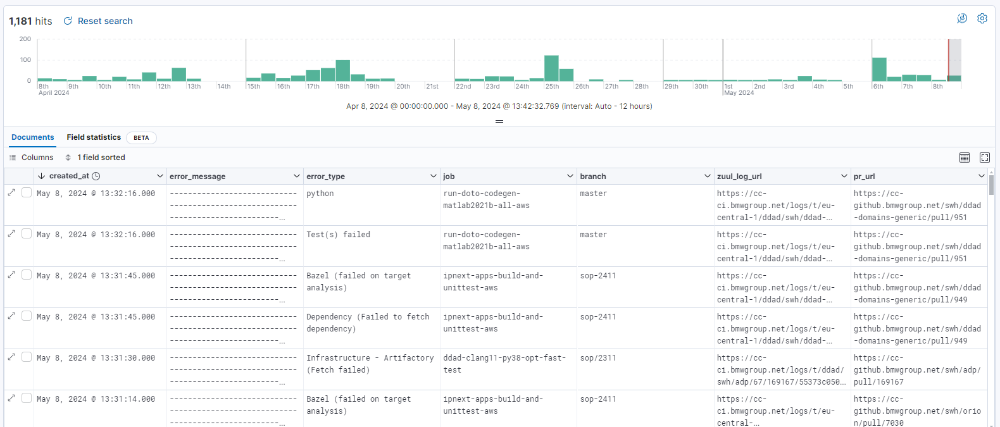 1,181 hits Reset search
200
100
0
8th 9th 10th 11th 12th 13th 14th 15th 16th 17th 18th 19th 20th 21st 22nd 23rd 24th 25th 26th 27th 28th 29th 30th 1st 2nd 3rd 4th 5th 6th 7th 8th
April 2024 May 2024
Apr 8, 2024 @ 00:00:00.000 - May 8, 2024 @ 13:42:32.769 (interval: Auto - 12 hours)
Documents Field statistics BETA
Columns 1 field sorted
created_at error_message error_type job branch zuul_log_url pr_url
May 8, 2024 @ 13:32:16.000 ---------------------------- python run-doto-codegen- master https://cc- https://cc-
---------------------------- matlab2021b-all-aws ci.bmwgroup.net/logs/t/eu- github.bmwgroup.net/swh/ddad
------------------------… central-1/ddad/swh/ddad-… -domains-generic/pull/951
May 8, 2024 @ 13:32:16.000 ---------------------------- Test(s) failed run-doto-codegen- master https://cc- https://cc-
---------------------------- matlab2021b-all-aws ci.bmwgroup.net/logs/t/eu- github.bmwgroup.net/swh/ddad
------------------------… central-1/ddad/swh/ddad-… -domains-generic/pull/951
May 8, 2024 @ 13:31:45.000 ---------------------------- Bazel (failed on target ipnext-apps-build-and- sop-2411 https://cc- https://cc-
---------------------------- analysis) unittest-aws ci.bmwgroup.net/logs/t/eu- github.bmwgroup.net/swh/ddad
------------------------… central-1/ddad/swh/ddad-… -domains-generic/pull/949
May 8, 2024 @ 13:31:45.000 ---------------------------- Dependency (Failed to fetch ipnext-apps-build-and- sop-2411 https://cc- https://cc-
---------------------------- dependency) unittest-aws ci.bmwgroup.net/logs/t/eu- github.bmwgroup.net/swh/ddad
------------------------… central-1/ddad/swh/ddad-… -domains-generic/pull/949
May 8, 2024 @ 13:31:30.000 ---------------------------- Infrastructure - Artifactory ddad-clang11-py38-opt-fast- sop/2311 https://cc- https://cc-
---------------------------- (Fetch failed) test ci.bmwgroup.net/logs/t/ddad/ github.bmwgroup.net/swh/adp/
------------------------… swh/adp/67/169167/55373c050… pull/169167
May 8, 2024 @ 13:31:14.000 ---------------------------- Bazel (failed on target ipnext-apps-build-and- sop-2411 https://cc- https://cc-
---------------------------- analysis) unittest-aws ci.bmwgroup.net/logs/t/eu- github.bmwgroup.net/swh/orio
------------------------… central-… n/pull/7030